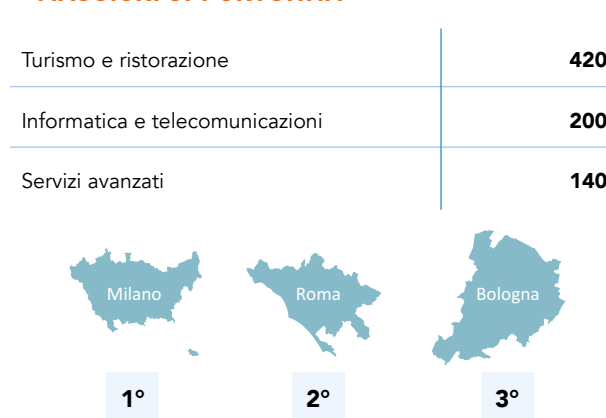 Turismo e ristorazione 420
Informatica e telecomunicazioni 200
Servizi avanzati 140
Milano Roma Bologna
1° 2° 3°